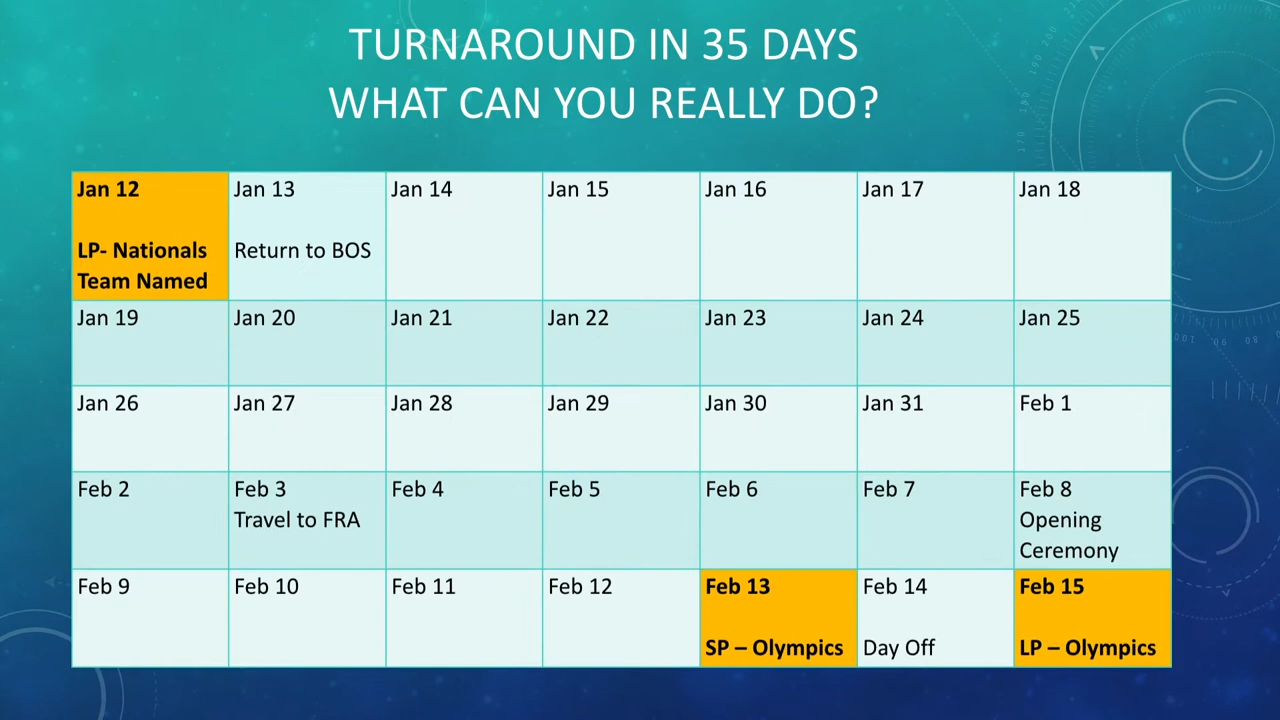 TURNAROUND IN 35 DAYS
WHAT CAN YOU REALLY DO?
Jan 12
LP- Nationals
Team Named
Jan 13
Return to BOS
Jan 14
Jan 15
Jan 16
Jan 17
Jan 18
Jan 19
Jan 20
Jan 21
Jan 22
Jan 23
Jan 24
Jan 25
Jan 26
Jan 27
Jan 28
Jan 29
Jan 30
Jan 31
Feb 1
Feb 2
Feb 3
Travel to FRA
Feb 4
Feb 5
Feb 6
Feb 7
Feb 8
Opening
Ceremony
Feb 9
Feb 10
Feb 11
Feb 12
Feb 13
SP – Olympics
Feb 14
Day Off
Feb 15
LP – Olympics